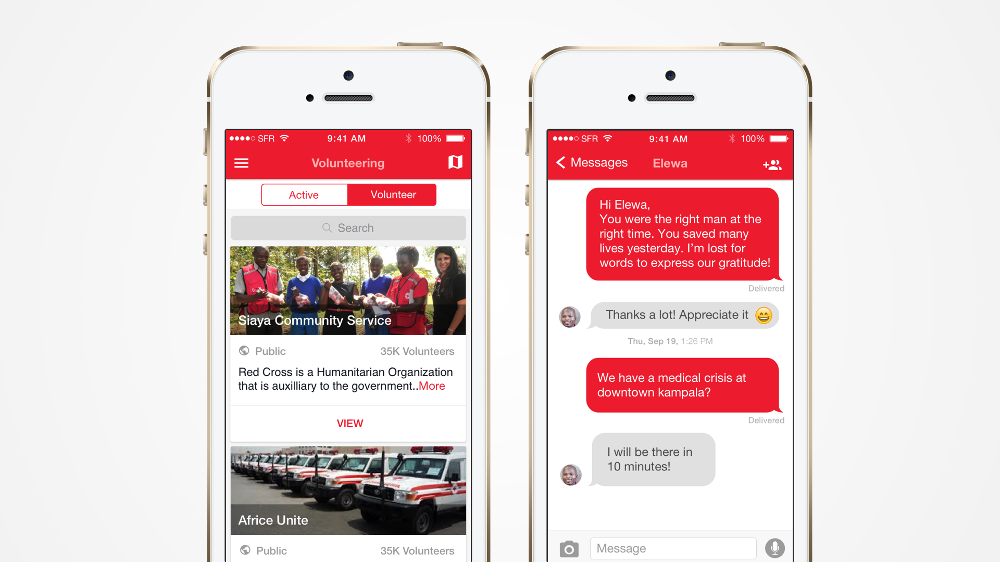 SFR 9:41 AM 100%
Volunteering
Active Volunteer
Search
Siaya Community Service
Public 35K Volunteers
Red Cross is a Humanitarian Organization
that is auxilliary to the government..More
VIEW
Africe Unite
Public 35K Volunteers
SFR 9:41 AM 100%
Messages Elewa
Hi Elewa,
You were the right man at the
right time. You saved many
lives yesterday. I’m lost for
words to express our gratitude!
Delivered
Thanks a lot! Appreciate it 😄
Thu, Sep 19, 1:26 PM
We have a medical crisis at
downtown kampala?
Delivered
I will be there in
10 minutes!
Message